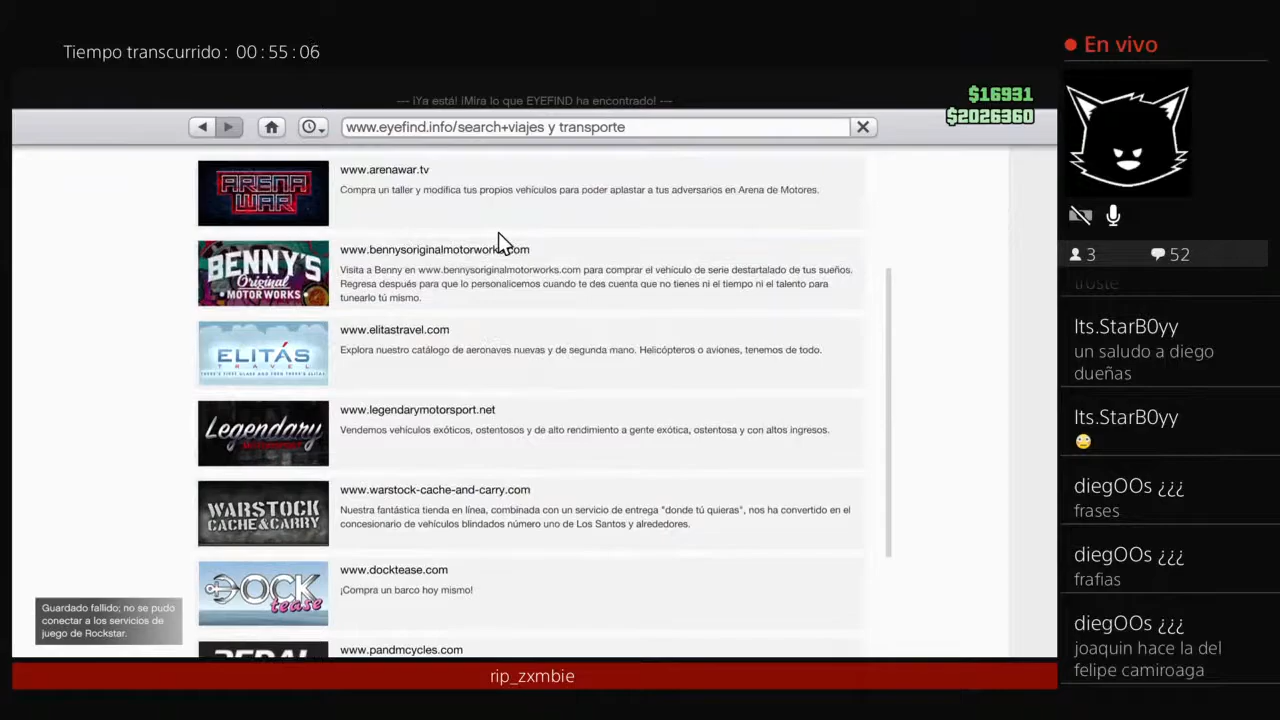 Tiempo transcurrido: 00:55:06
En vivo
--- ¡Ya está! ¡Mira lo que EYEFIND ha encontrado! ---
$16931
$2026360
www.eyefind.info/search+viajes y transporte
ARENA
WAR
www.arenawar.tv
Compra un taller y modifica tus propios vehículos para poder aplastar a tus adversarios en Arena de Motores.
BENNY'S
Original
MOTOR WORKS
www.bennysoriginalmotorworks.com
Visita a Benny en www.bennysoriginalmotorworks.com para comprar el vehículo de serie destartalado de tus sueños.
Regresa después para que lo personalicemos cuando te des cuenta que no tienes ni el tiempo ni el talento para
tunearlo tú mismo.
ELITÁS
TRAVEL
THERE'S FIRST CLASS AND THEN THERE'S ELITAS
www.elitastravel.com
Explora nuestro catálogo de aeronaves nuevas y de segunda mano. Helicópteros o aviones, tenemos de todo.
Legendary
Motorsport
www.legendarymotorsport.net
Vendemos vehículos exóticos, ostentosos y de alto rendimiento a gente exótica, ostentosa y con altos ingresos.
WARSTOCK
CACHE&CARRY
www.warstock-cache-and-carry.com
Nuestra fantástica tienda en línea, combinada con un servicio de entrega "donde tú quieras", nos ha convertido en el
concesionario de vehículos blindados número uno de Los Santos y alrededores.
DOCK
tease
www.docktease.com
¡Compra un barco hoy mismo!
PEDAL
www.pandmcycles.com
Guardado fallido; no se pudo
conectar a los servicios de
juego de Rockstar.
rip_zxmbie
3
52
troste
Its.StarB0yy
un saludo a diego
dueñas
Its.StarB0yy
diegOOs ¿¿¿
frases
diegOOs ¿¿¿
frafias
diegOOs ¿¿¿
joaquin hace la del
felipe camiroaga